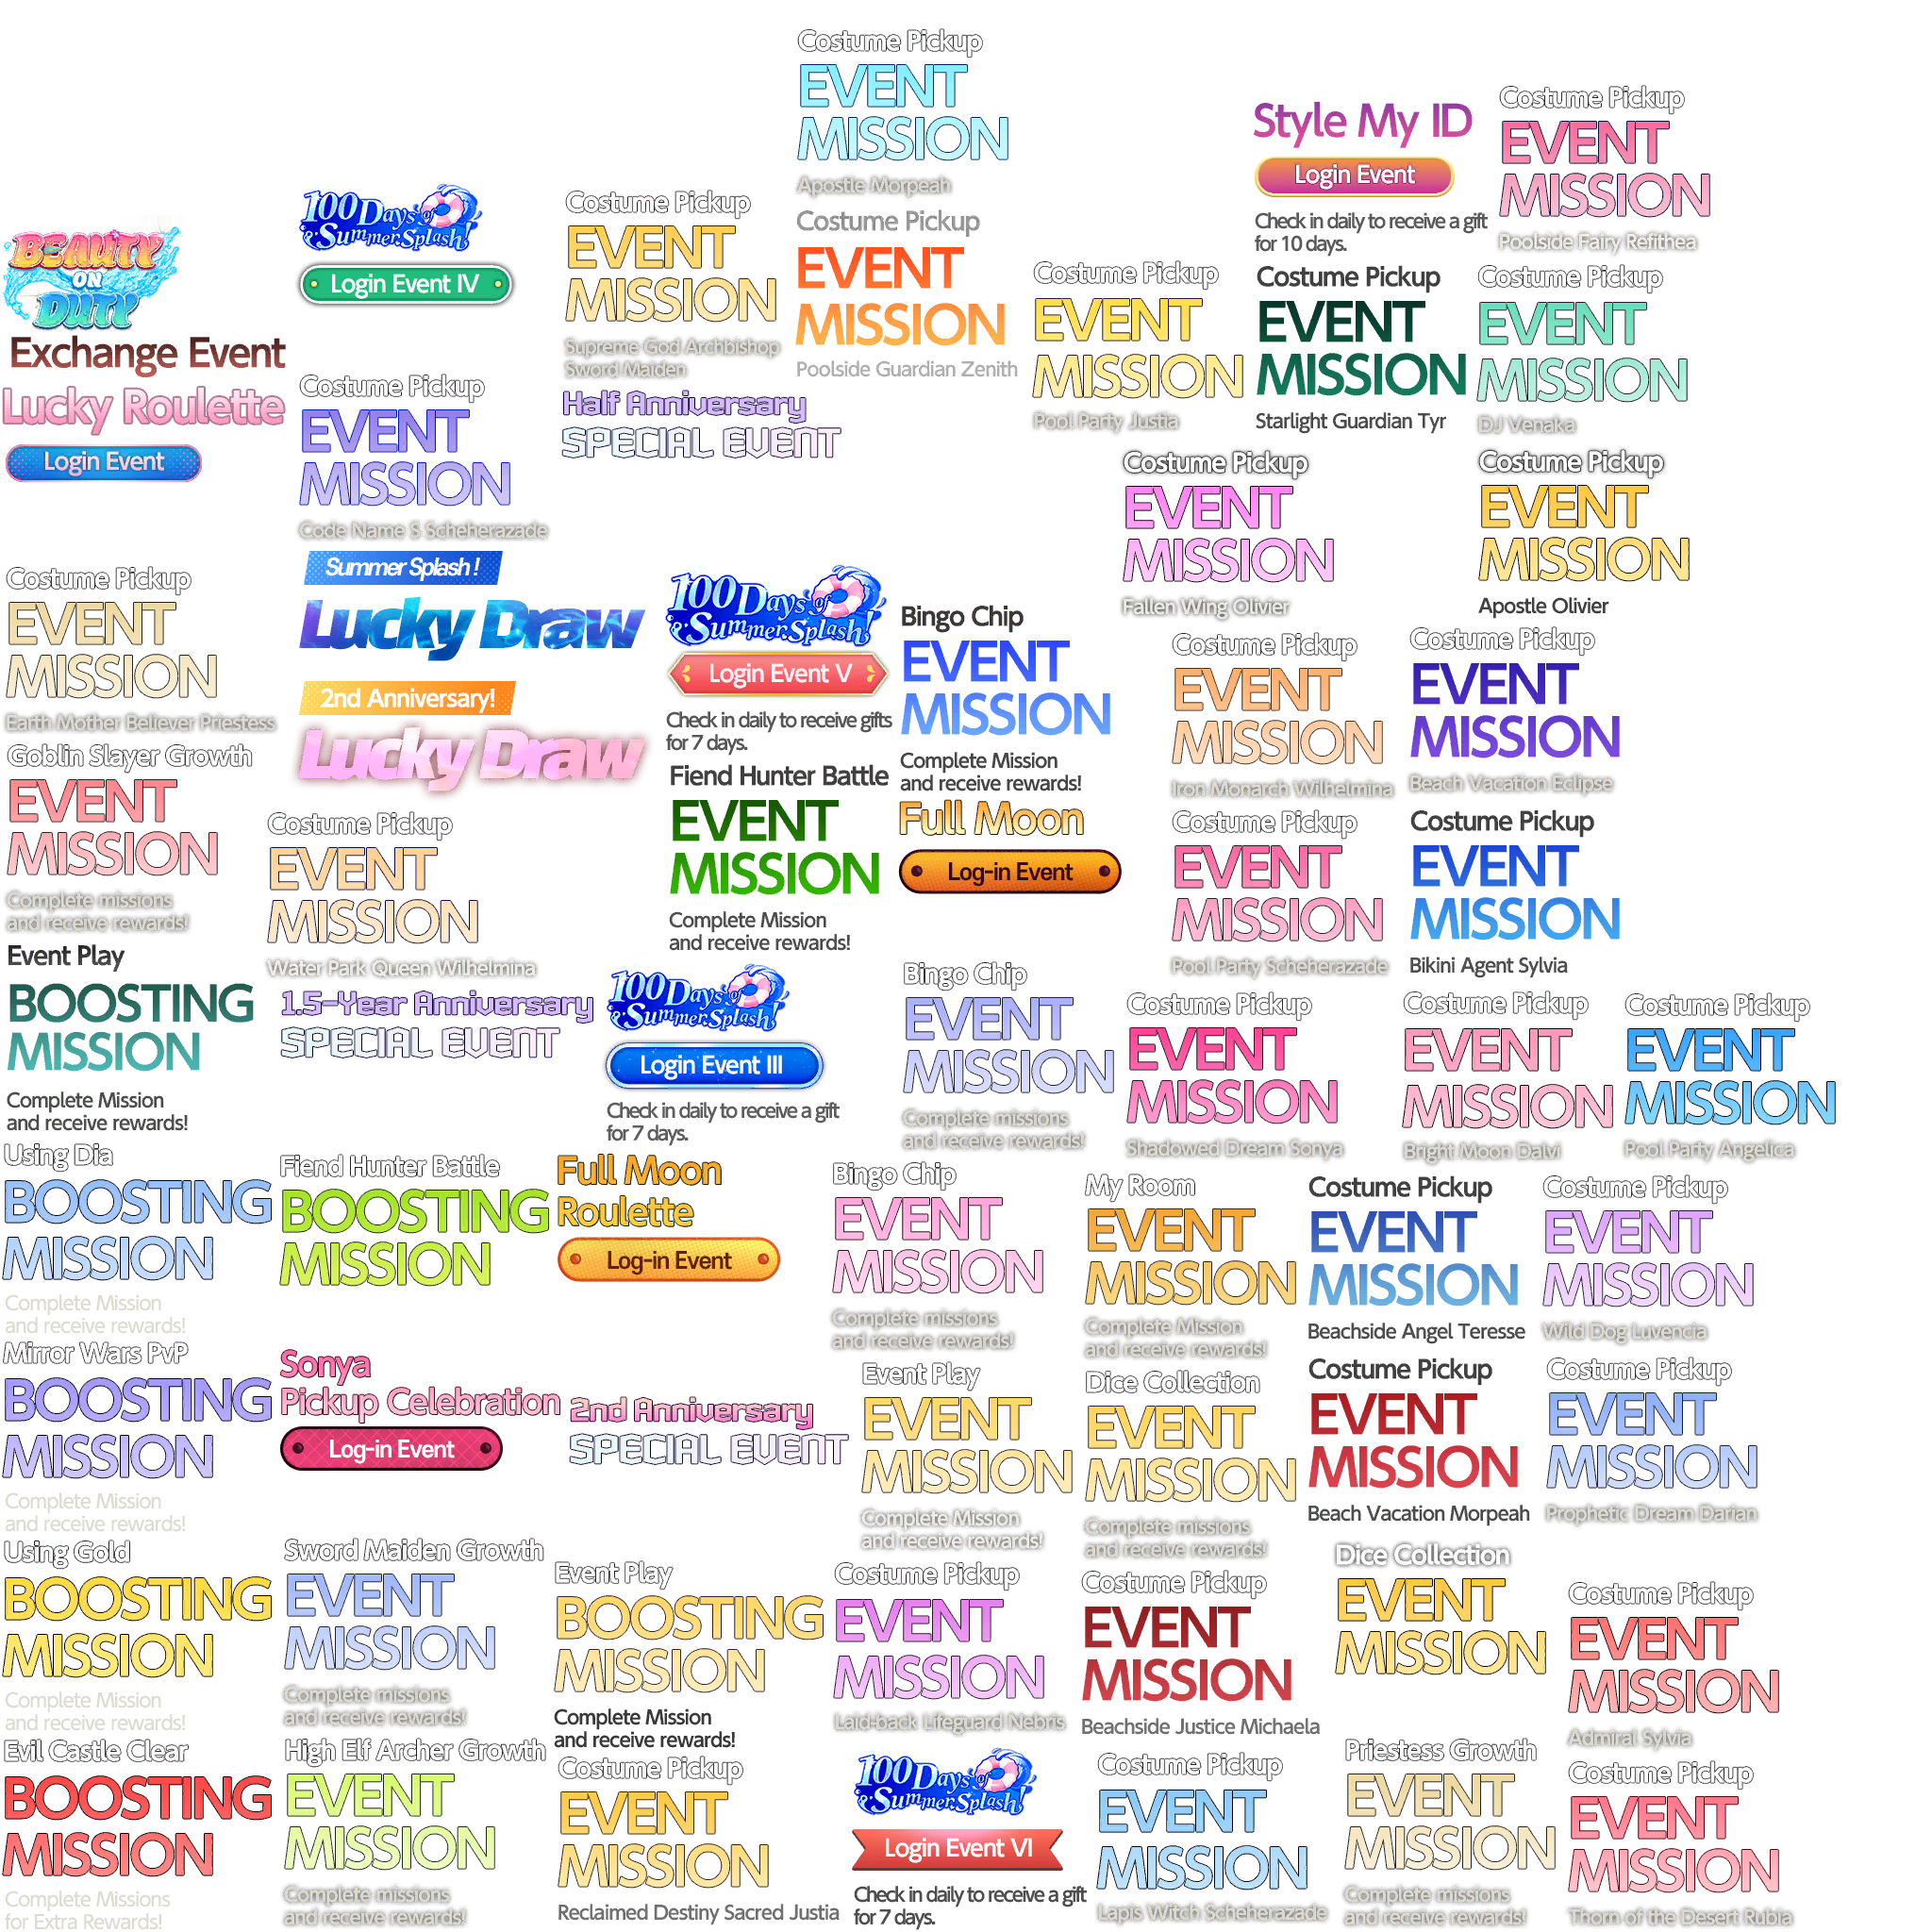 Costume Pickup
EVENT
MISSION
Apostle Morpeah
Style My ID
Login Event
Check in daily to receive a gift
for 10 days.
Costume Pickup
EVENT
MISSION
Poolside Fairy Refithea
BEAUTY
ON
DUTY
Exchange Event
Lucky Roulette
Login Event
100 Days of
Summer Splash!
Login Event IV
Costume Pickup
EVENT
MISSION
Supreme God Archbishop
Sword Maiden
Costume Pickup
EVENT
MISSION
Poolside Guardian Zenith
Costume Pickup
EVENT
MISSION
Pool Party Justia
Costume Pickup
EVENT
MISSION
Starlight Guardian Tyr
Costume Pickup
EVENT
MISSION
DJ Venaka
Costume Pickup
EVENT
MISSION
Code Name S Scheherazade
Half Anniversary
SPECIAL EVENT
Costume Pickup
EVENT
MISSION
Fallen Wing Olivier
Costume Pickup
EVENT
MISSION
Apostle Olivier
Costume Pickup
EVENT
MISSION
Earth Mother Believer Priestess
Summer Splash !
Lucky Draw
2nd Anniversary!
Lucky Draw
100 Days of
Summer Splash!
Login Event V
Check in daily to receive gifts
for 7 days.
Bingo Chip
EVENT
MISSION
Complete Mission
and receive rewards!
Costume Pickup
EVENT
MISSION
Iron Monarch Wilhelmina
Costume Pickup
EVENT
MISSION
Beach Vacation Eclipse
Goblin Slayer Growth
EVENT
MISSION
Complete missions
and receive rewards!
Costume Pickup
EVENT
MISSION
Water Park Queen Wilhelmina
Fiend Hunter Battle
EVENT
MISSION
Complete Mission
and receive rewards!
Full Moon
Log-in Event
Costume Pickup
EVENT
MISSION
Pool Party Scheherazade
Costume Pickup
EVENT
MISSION
Bikini Agent Sylvia
Event Play
BOOSTING
MISSION
Complete Mission
and receive rewards!
1.5-Year Anniversary
SPECIAL EVENT
100 Days of
Summer Splash!
Login Event III
Check in daily to receive a gift
for 7 days.
Bingo Chip
EVENT
MISSION
Complete missions
and receive rewards!
Costume Pickup
EVENT
MISSION
Shadowed Dream Sonya
Costume Pickup
EVENT
MISSION
Bright Moon Dalvi
Costume Pickup
EVENT
MISSION
Pool Party Angelica
Using Dia
BOOSTING
MISSION
Complete Mission
and receive rewards!
Fiend Hunter Battle
BOOSTING
MISSION
Full Moon
Roulette
Log-in Event
Bingo Chip
EVENT
MISSION
Complete missions
and receive rewards!
My Room
EVENT
MISSION
Complete Mission
and receive rewards!
Costume Pickup
EVENT
MISSION
Beachside Angel Teresse
Costume Pickup
EVENT
MISSION
Wild Dog Luvencia
Mirror Wars PvP
BOOSTING
MISSION
Complete Mission
and receive rewards!
Sonya
Pickup Celebration
Log-in Event
2nd Anniversary
SPECIAL EVENT
Event Play
EVENT
MISSION
Complete Mission
and receive rewards!
Dice Collection
EVENT
MISSION
Complete missions
and receive rewards!
Costume Pickup
EVENT
MISSION
Beach Vacation Morpeah
Costume Pickup
EVENT
MISSION
Prophetic Dream Darian
Using Gold
BOOSTING
MISSION
Complete Mission
and receive rewards!
Sword Maiden Growth
EVENT
MISSION
Complete missions
and receive rewards!
Event Play
BOOSTING
MISSION
Complete Mission
and receive rewards!
Costume Pickup
EVENT
MISSION
Laid-back Lifeguard Nebris
Costume Pickup
EVENT
MISSION
Beachside Justice Michaela
Dice Collection
EVENT
MISSION
Costume Pickup
EVENT
MISSION
Admiral Sylvia
Evil Castle Clear
BOOSTING
MISSION
Complete Missions
for Extra Rewards!
High Elf Archer Growth
EVENT
MISSION
Complete missions
and receive rewards!
Costume Pickup
EVENT
MISSION
Reclaimed Destiny Sacred Justia
100 Days of
Summer Splash!
Login Event VI
Check in daily to receive a gift
for 7 days.
Costume Pickup
EVENT
MISSION
Lapis Witch Scheherazade
Priestess Growth
EVENT
MISSION
Complete missions
and receive rewards!
Costume Pickup
EVENT
MISSION
Thorn of the Desert Rubia